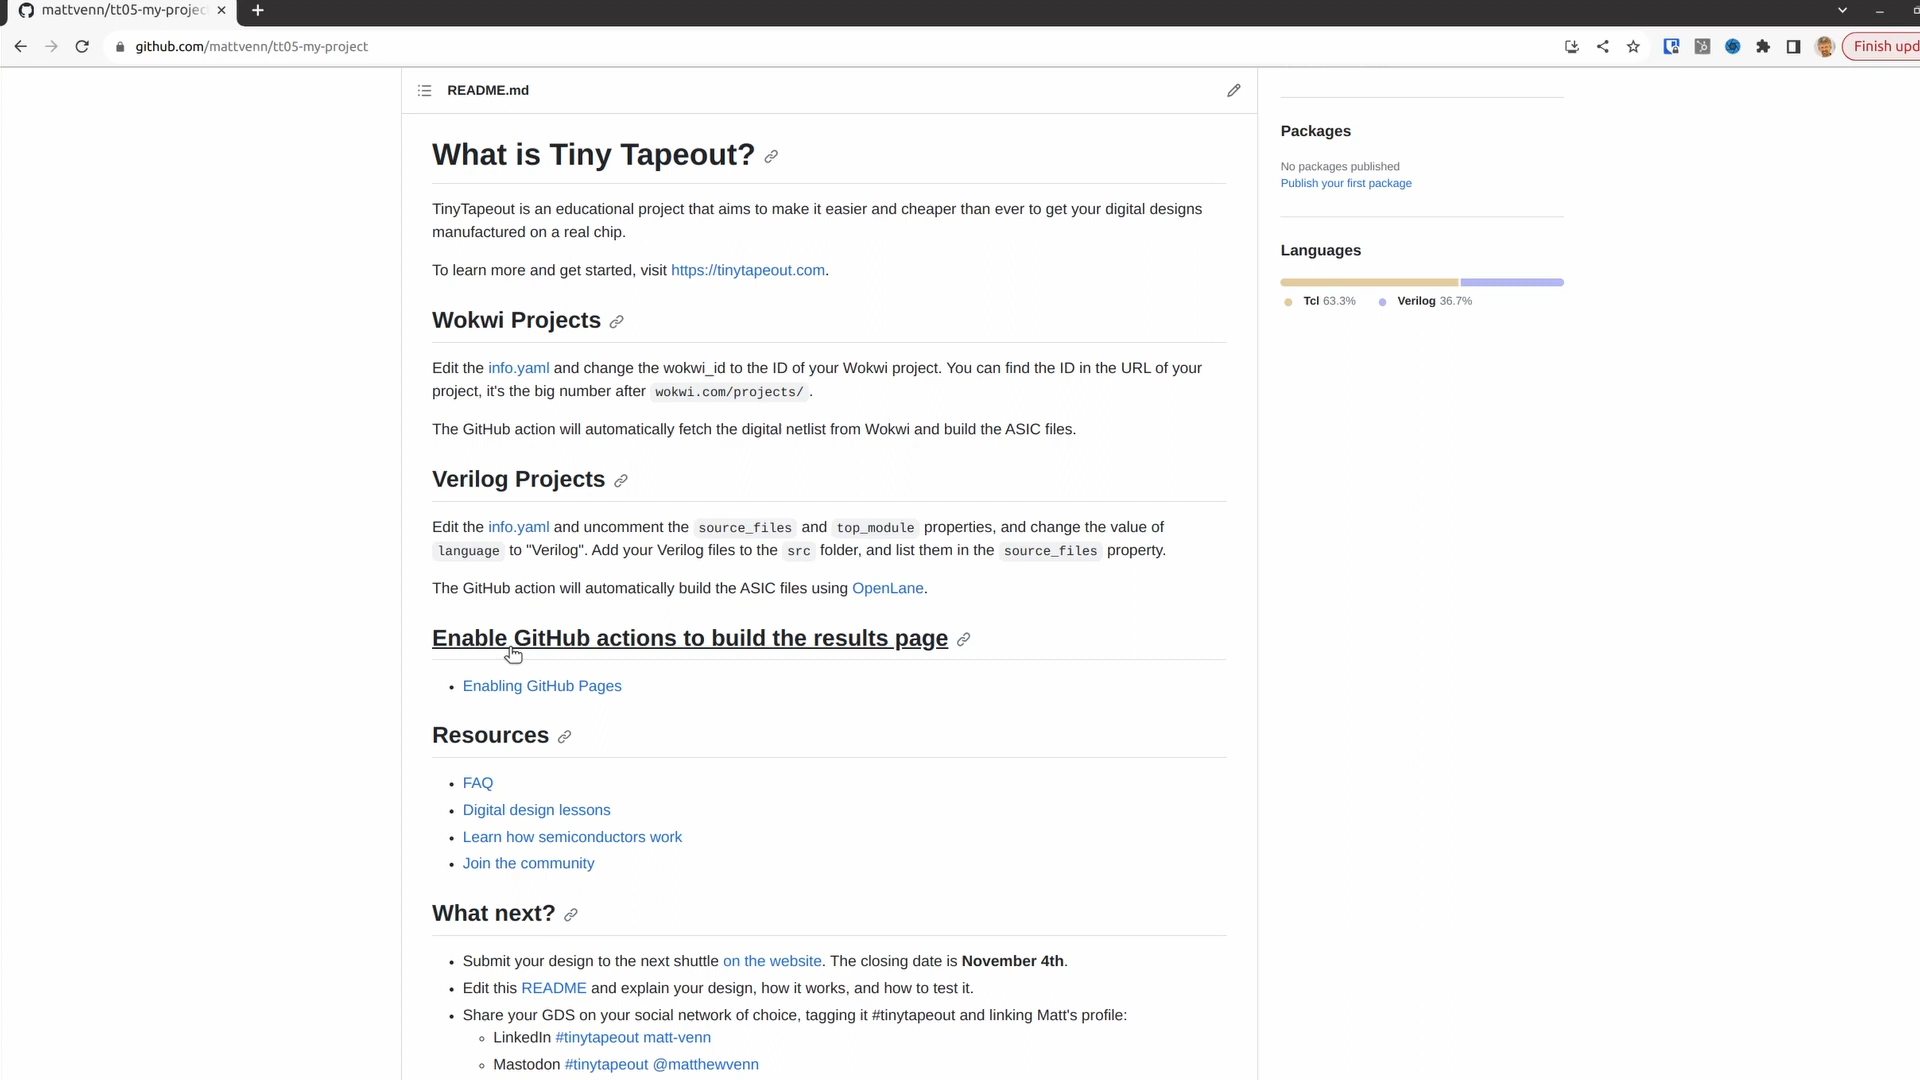 mattvenn/tt05-my-projec
github.com/mattvenn/tt05-my-project
Finish upd
README.md
What is Tiny Tapeout?
TinyTapeout is an educational project that aims to make it easier and cheaper than ever to get your digital designs
manufactured on a real chip.
To learn more and get started, visit https://tinytapeout.com.
Wokwi Projects
Edit the info.yaml and change the wokwi_id to the ID of your Wokwi project. You can find the ID in the URL of your
project, it's the big number after wokwi.com/projects/ .
The GitHub action will automatically fetch the digital netlist from Wokwi and build the ASIC files.
Verilog Projects
Edit the info.yaml and uncomment the source_files and top_module properties, and change the value of
language to "Verilog". Add your Verilog files to the src folder, and list them in the source_files property.
The GitHub action will automatically build the ASIC files using OpenLane.
Enable GitHub actions to build the results page
• Enabling GitHub Pages
Resources
• FAQ
• Digital design lessons
• Learn how semiconductors work
• Join the community
What next?
• Submit your design to the next shuttle on the website. The closing date is November 4th.
• Edit this README and explain your design, how it works, and how to test it.
• Share your GDS on your social network of choice, tagging it #tinytapeout and linking Matt's profile:
◦ LinkedIn #tinytapeout matt-venn
◦ Mastodon #tinytapeout @matthewvenn
Packages
No packages published
Publish your first package
Languages
Tcl 63.3% Verilog 36.7%